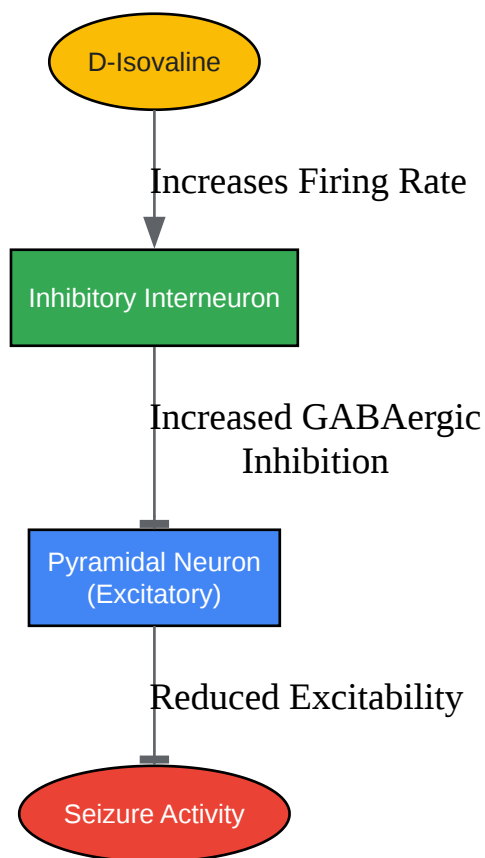 D-Isovaline
Increases Firing Rate
Inhibitory Interneuron
Increased GABAergic
Inhibition
Pyramidal Neuron
(Excitatory)
Reduced Excitability
Seizure Activity